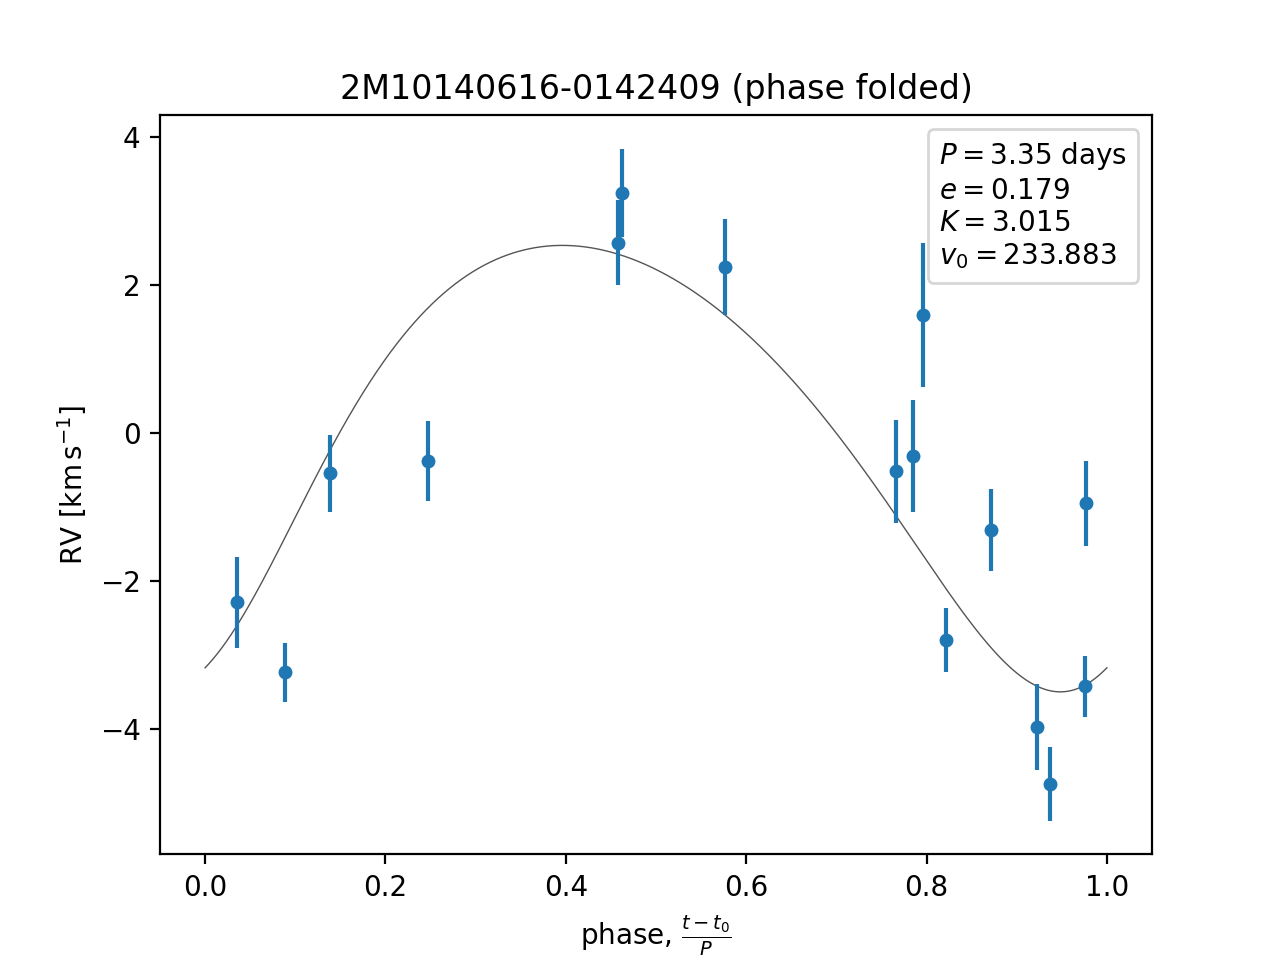 2M10140616-0142409 (phase folded)
P = 3.35 days
e = 0.179
K = 3.015
v₀ = 233.883
4
2
0
−2
−4
RV [km s⁻¹]
0.0 0.2 0.4 0.6 0.8 1.0
phase, (t − t₀)/P